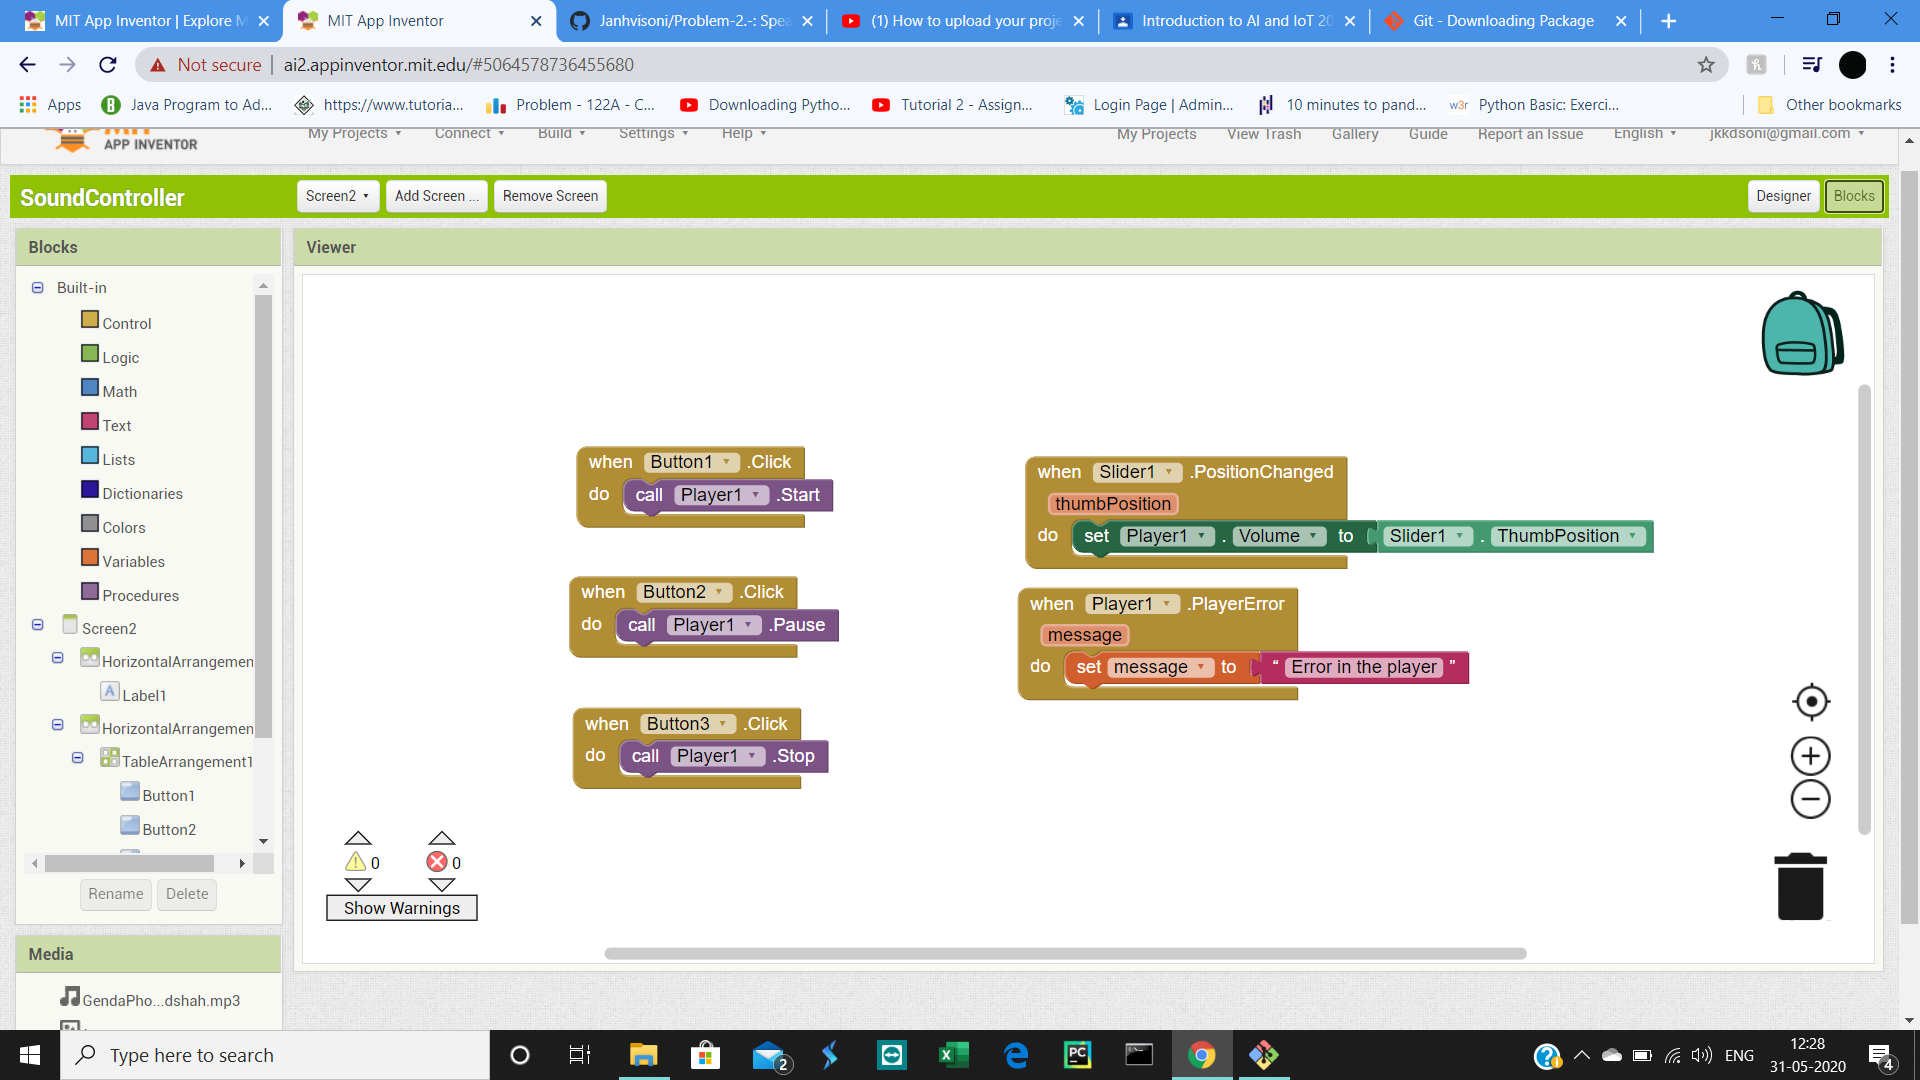 MIT App Inventor | Explore M
MIT App Inventor
Janhvisoni/Problem-2.-: Spea
(1) How to upload your proje
Introduction to AI and IoT 20
Git - Downloading Package
Not secure | ai2.appinventor.mit.edu/#5064578736455680
Apps
Java Program to Ad...
https://www.tutoria...
Problem - 122A - C...
Downloading Pytho...
Tutorial 2 - Assign...
Login Page | Admin...
10 minutes to pand...
w3r Python Basic: Exerci...
Other bookmarks
MIT
APP INVENTOR
My Projects
Connect
Build
Settings
Help
My Projects
View Trash
Gallery
Guide
Report an Issue
English
jkkdsoni@gmail.com
SoundController
Screen2
Add Screen ...
Remove Screen
Designer
Blocks
Blocks
Viewer
Built-in
Control
Logic
Math
Text
Lists
Dictionaries
Colors
Variables
Procedures
Screen2
HorizontalArrangemen
Label1
HorizontalArrangemen
TableArrangement1
Button1
Button2
Rename
Delete
Media
GendaPho...dshah.mp3
when Button1 .Click
do call Player1 .Start
when Button2 .Click
do call Player1 .Pause
when Button3 .Click
do call Player1 .Stop
when Slider1 .PositionChanged
thumbPosition
do set Player1 . Volume to Slider1 . ThumbPosition
when Player1 .PlayerError
message
do set message to “ Error in the player ”
0
0
Show Warnings
Type here to search
2
PC
ENG
12:28
31-05-2020
4